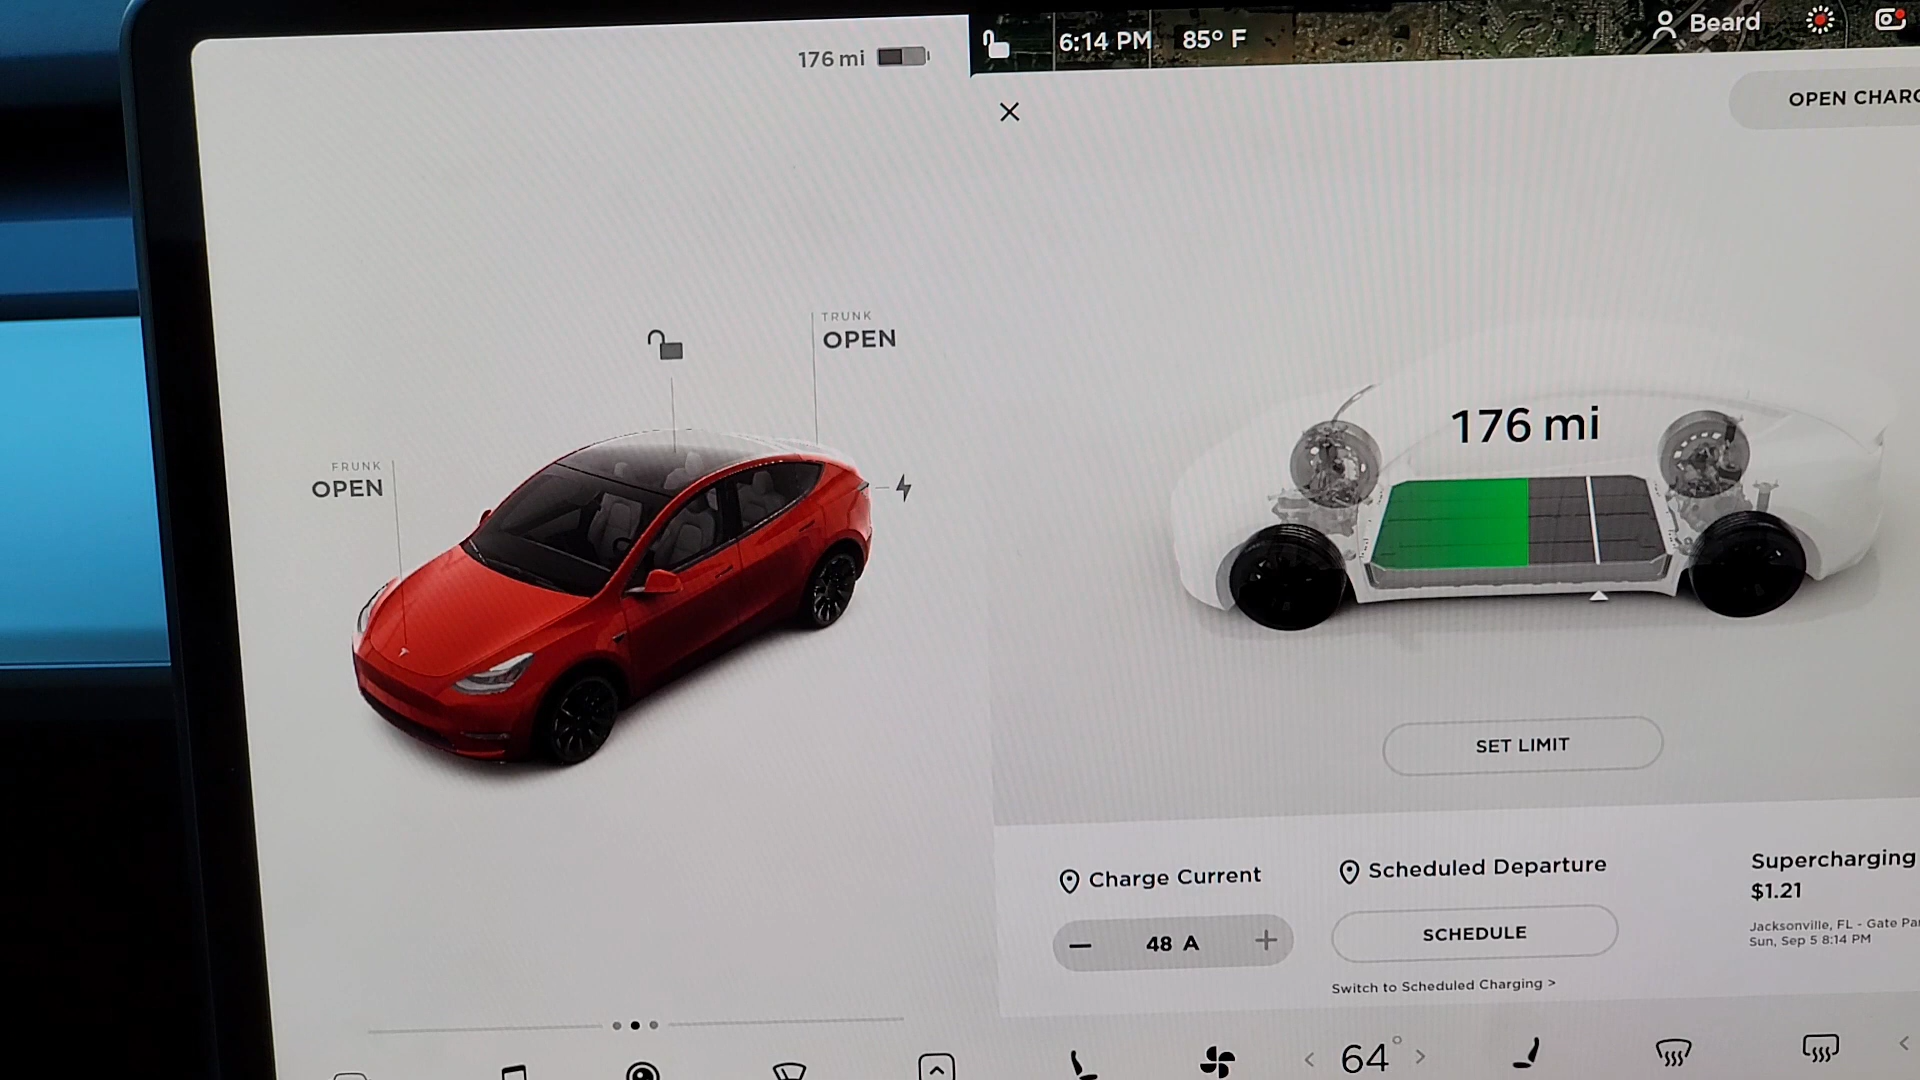 176 mi
6:14 PM 85° F
Beard
OPEN CHARG
TRUNK
OPEN
FRUNK
OPEN
176 mi
SET LIMIT
Charge Current
48 A
Scheduled Departure
SCHEDULE
Switch to Scheduled Charging >
Supercharging
$1.21
Jacksonville, FL - Gate Pa
Sun, Sep 5 8:14 PM
< 64° >